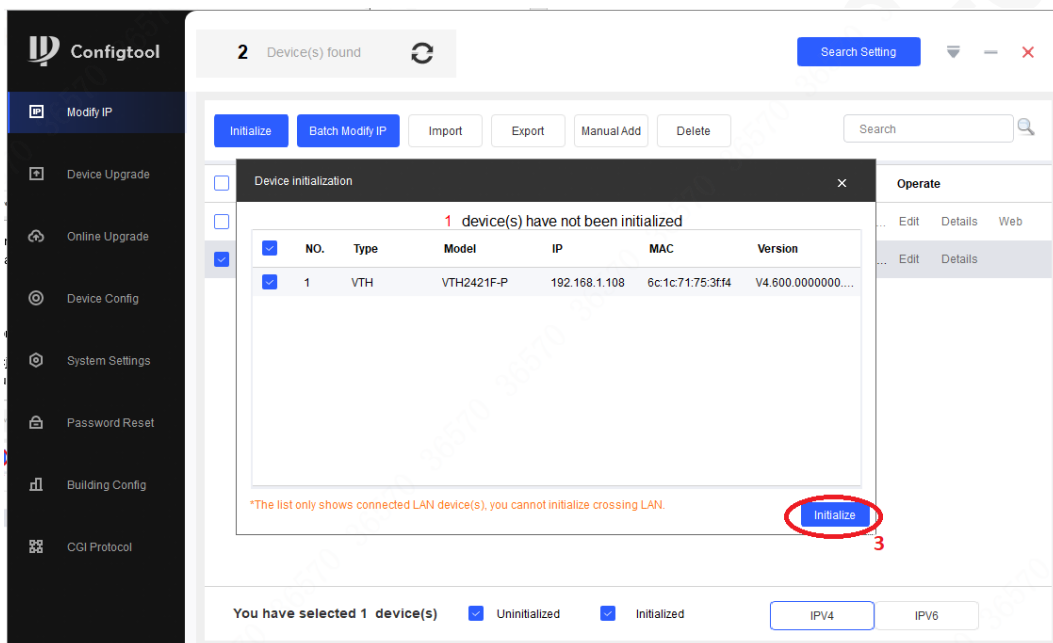 Configtool
2 Device(s) found
Search Setting
Modify IP
Device Upgrade
Online Upgrade
Device Config
System Settings
Password Reset
Building Config
CGI Protocol
Initialize Batch Modify IP Import Export Manual Add Delete Search
Operate
... Edit Details Web
... Edit Details
Device initialization
1 device(s) have not been initialized
NO. Type Model IP MAC Version
1 VTH VTH2421F-P 192.168.1.108 6c:1c:71:75:3f:f4 V4.600.0000000....
*The list only shows connected LAN device(s), you cannot initialize crossing LAN.
Initialize
3
You have selected 1 device(s) Uninitialized Initialized IPV4 IPV6
36570 36570 36570